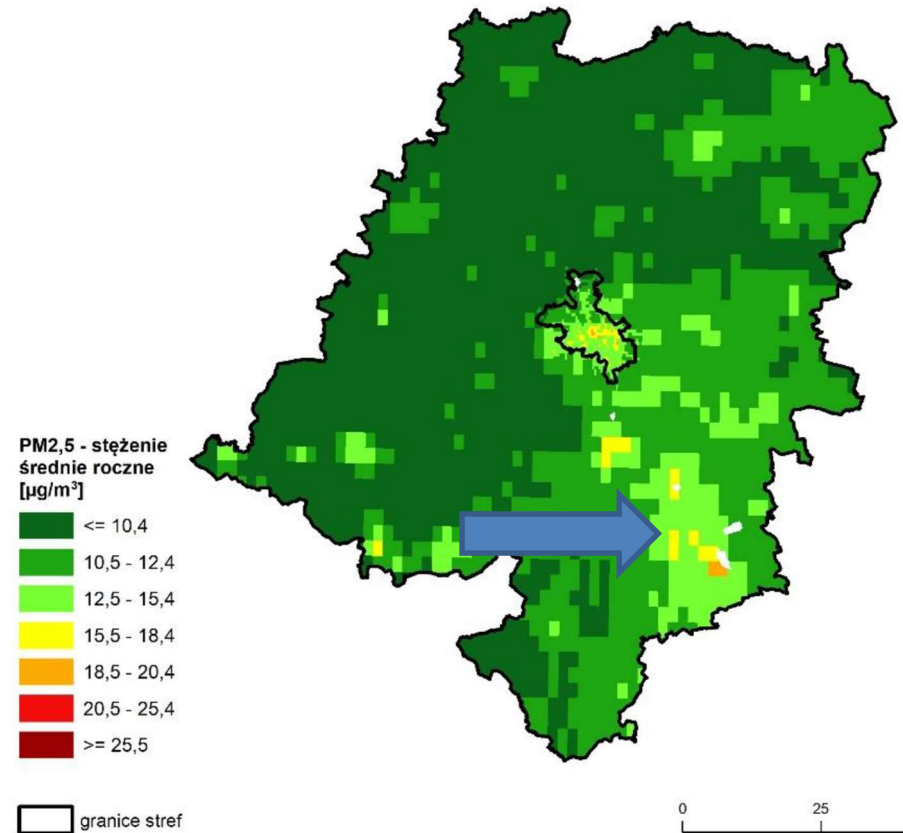 PM2,5 - stężenie
średnie roczne
[µg/m³]
<= 10,4
10,5 - 12,4
12,5 - 15,4
15,5 - 18,4
18,5 - 20,4
20,5 - 25,4
>= 25,5
granice stref
0 25